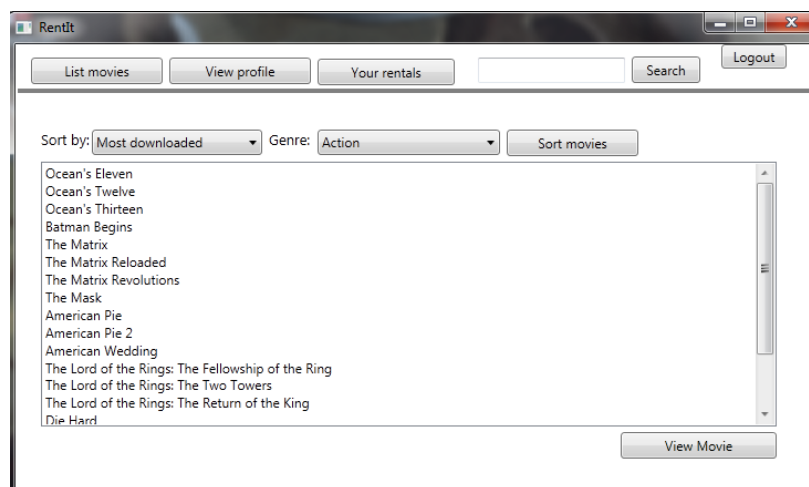 RentIt
Logout
List movies View profile Your rentals Search
Sort by: Most downloaded Genre: Action Sort movies
Ocean's Eleven
Ocean's Twelve
Ocean's Thirteen
Batman Begins
The Matrix
The Matrix Reloaded
The Matrix Revolutions
The Mask
American Pie
American Pie 2
American Wedding
The Lord of the Rings: The Fellowship of the Ring
The Lord of the Rings: The Two Towers
The Lord of the Rings: The Return of the King
Die Hard
View Movie